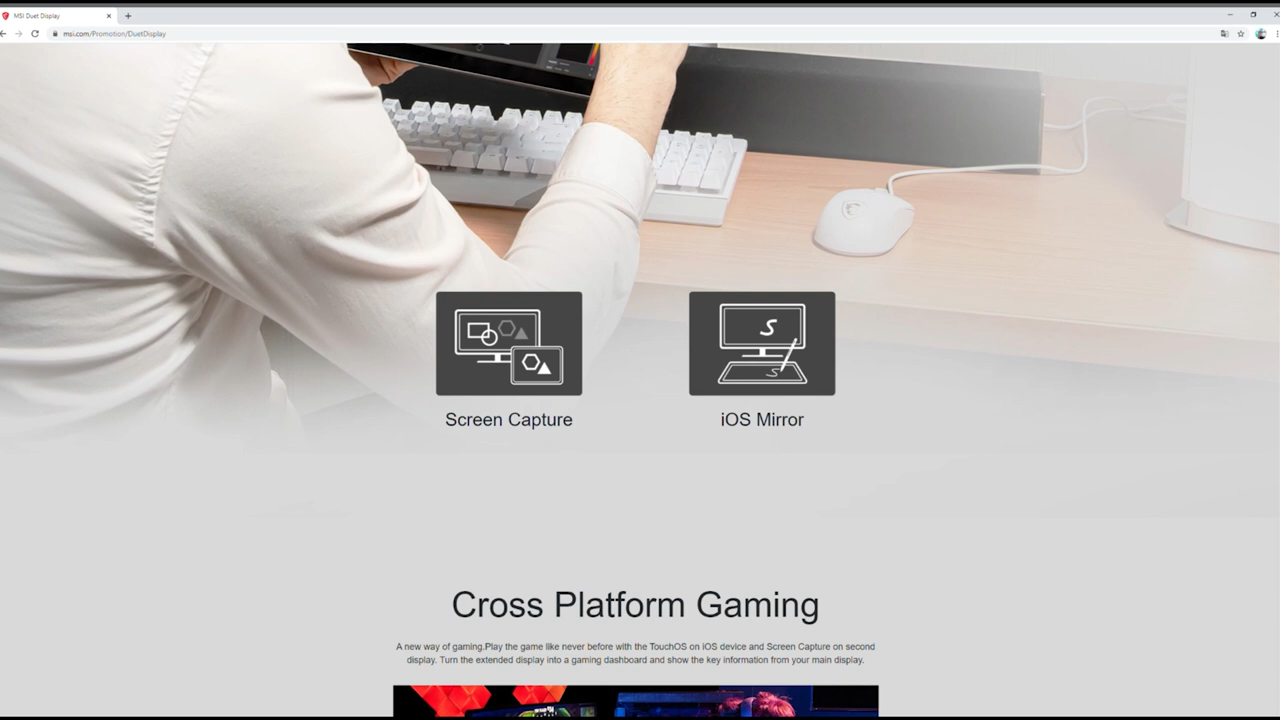 MSI Duet Display
msi.com/Promotion/DuetDisplay
S
S
Screen Capture
iOS Mirror
Cross Platform Gaming
A new way of gaming.Play the game like never before with the TouchOS on iOS device and Screen Capture on second
display. Turn the extended display into a gaming dashboard and show the key information from your main display.